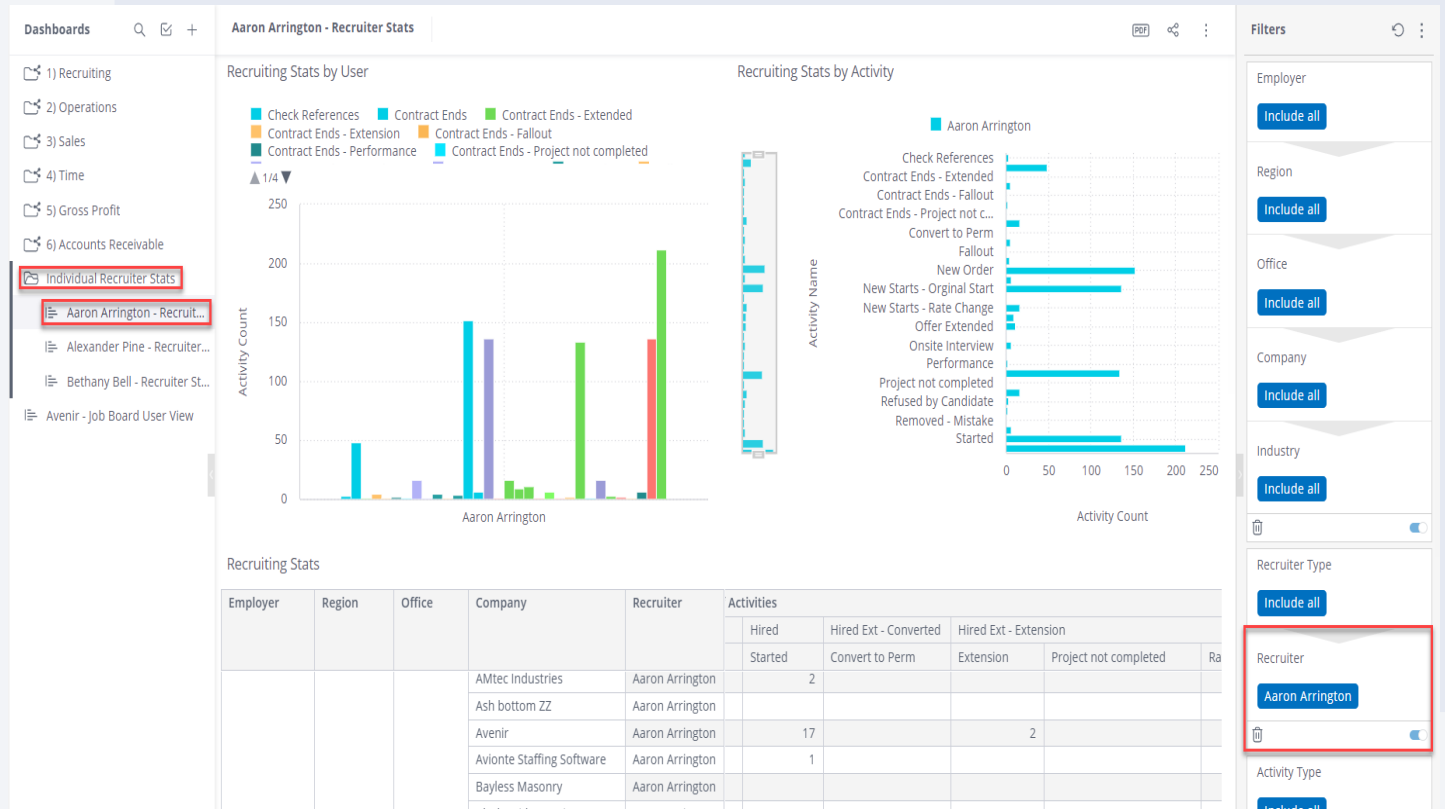 Dashboards
1) Recruiting
2) Operations
3) Sales
4) Time
5) Gross Profit
6) Accounts Receivable
Individual Recruiter Stats
Aaron Arrington - Recruit...
Alexander Pine - Recruiter...
Bethany Bell - Recruiter St...
Avenir - Job Board User View
Aaron Arrington - Recruiter Stats
PDF
Recruiting Stats by User
Check References Contract Ends Contract Ends - Extended
Contract Ends - Extension Contract Ends - Fallout
Contract Ends - Performance Contract Ends - Project not completed
1/4
250
200
150
100
50
0
Activity Count
Aaron Arrington
Recruiting Stats by Activity
Aaron Arrington
Activity Name
Check References
Contract Ends - Extended
Contract Ends - Fallout
Contract Ends - Project not c...
Convert to Perm
Fallout
New Order
New Starts - Orginal Start
New Starts - Rate Change
Offer Extended
Onsite Interview
Performance
Project not completed
Refused by Candidate
Removed - Mistake
Started
0 50 100 150 200 250
Activity Count
Recruiting Stats
Employer Region Office Company Recruiter Activities
Hired Hired Ext - Converted Hired Ext - Extension
Started Convert to Perm Extension Project not completed Ra
AMtec Industries Aaron Arrington 2
Ash bottom ZZ Aaron Arrington
Avenir Aaron Arrington 17 2
Avionte Staffing Software Aaron Arrington 1
Bayless Masonry Aaron Arrington
Filters
Employer
Include all
Region
Include all
Office
Include all
Company
Include all
Industry
Include all
Recruiter Type
Include all
Recruiter
Aaron Arrington
Activity Type
Include all